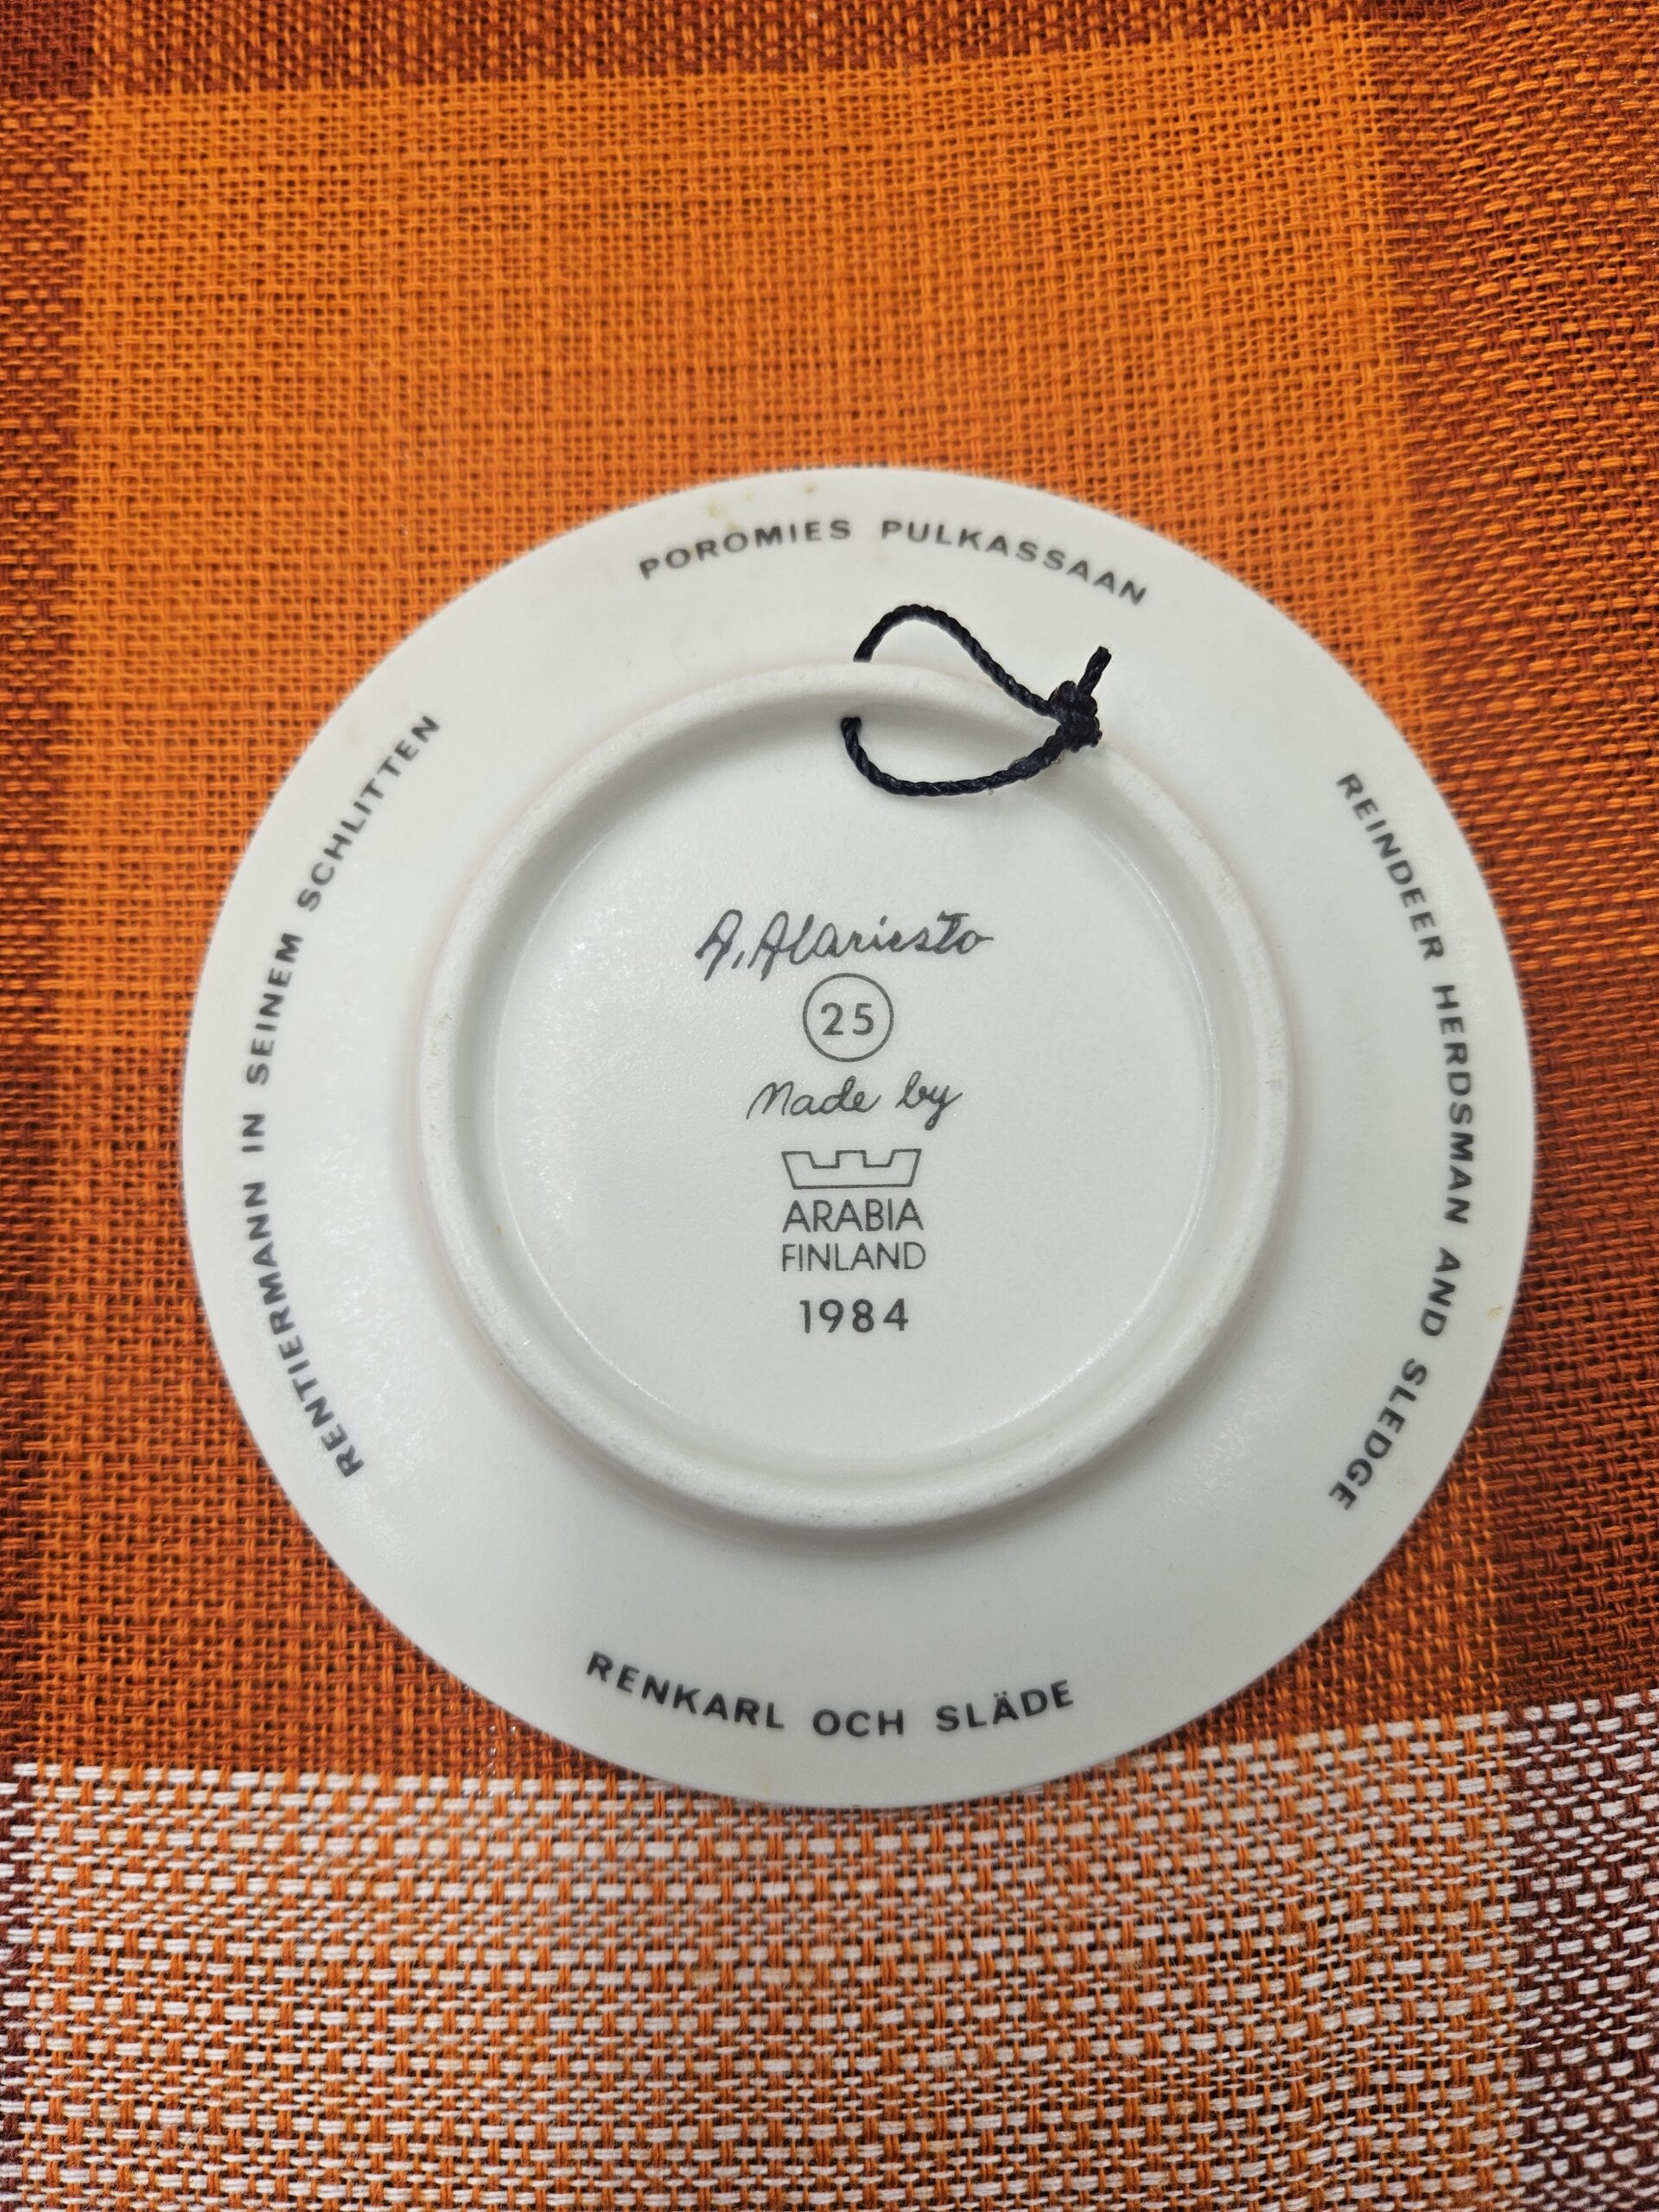 POROMIES PULKASSAAN
REINDEER HERDSMAN AND SLEDGE
RENKARL OCH SLÄDE
RENTIERMANN IN SEINEM SCHLITTEN
A. Alariesto
25
Made by
ARABIA
FINLAND
1984